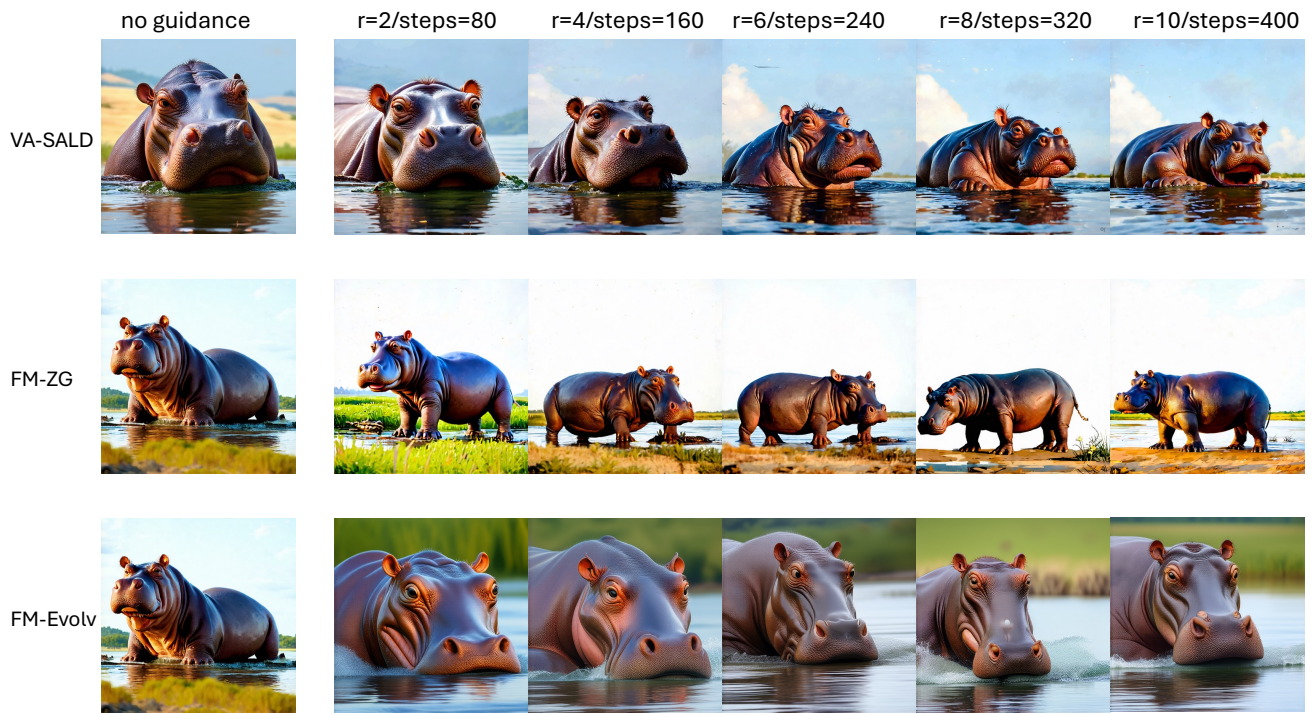 no guidance r=2/steps=80 r=4/steps=160 r=6/steps=240 r=8/steps=320 r=10/steps=400
VA-SALD
FM-ZG
FM-Evolv